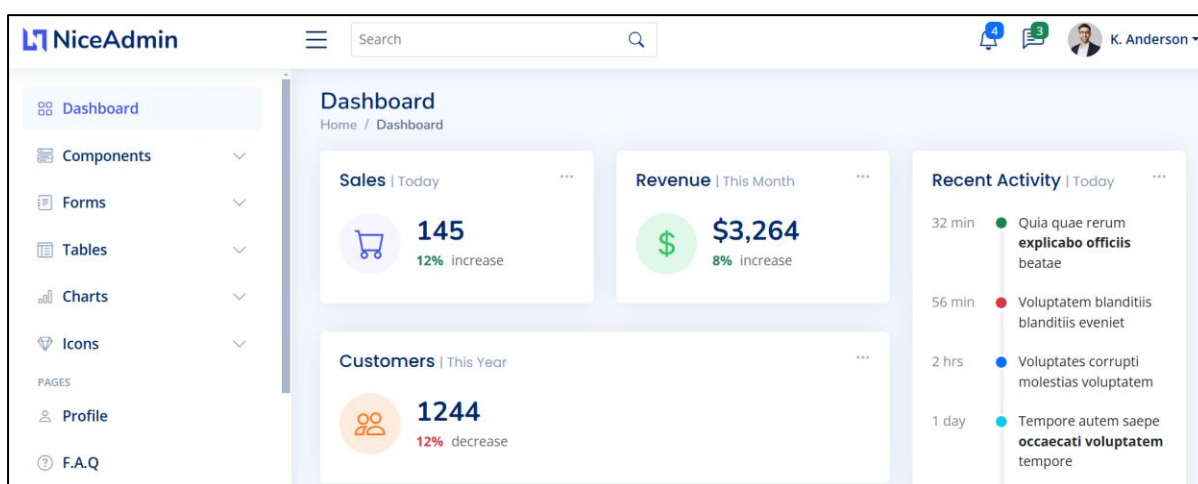 NiceAdmin
Search
4
3
K. Anderson
Dashboard
Components
Forms
Tables
Charts
Icons
PAGES
Profile
F.A.Q
Dashboard
Home / Dashboard
Sales | Today
145
12% increase
Revenue | This Month
$
$3,264
8% increase
Customers | This Year
1244
12% decrease
Recent Activity | Today
32 min
Quia quae rerum
explicabo officiis
beatae
56 min
Voluptatem blanditiis
blanditiis eveniet
2 hrs
Voluptates corrupti
molestias voluptatem
1 day
Tempore autem saepe
occaecati voluptatem
tempore